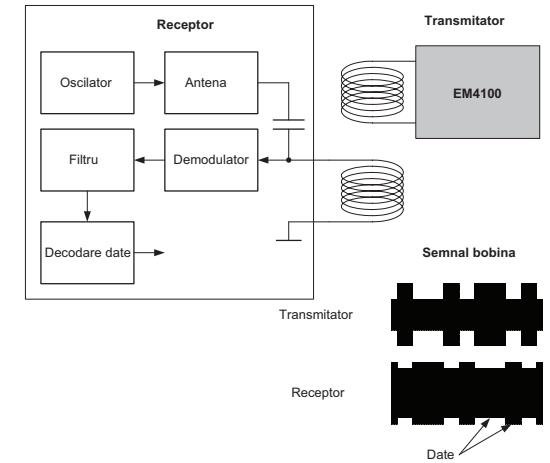 Receptor
Transmitator
Oscilator
Antena
EM4100
Filtru
Demodulator
Decodare date
Semnal bobina
Transmitator
Receptor
Date